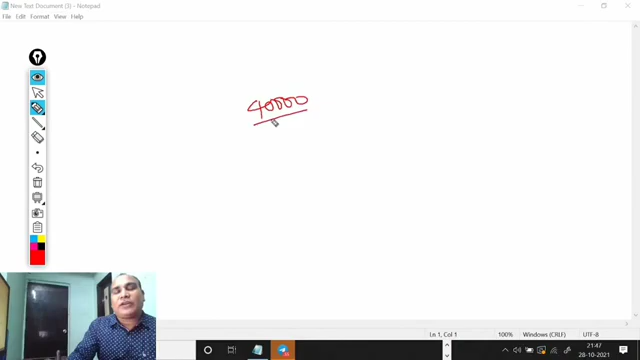 New Text Document (3) - Notepad
File Edit Format View Help
40000
Ln 1, Col 1 100% Windows (CRLF) UTF-8
21:47
28-10-2021